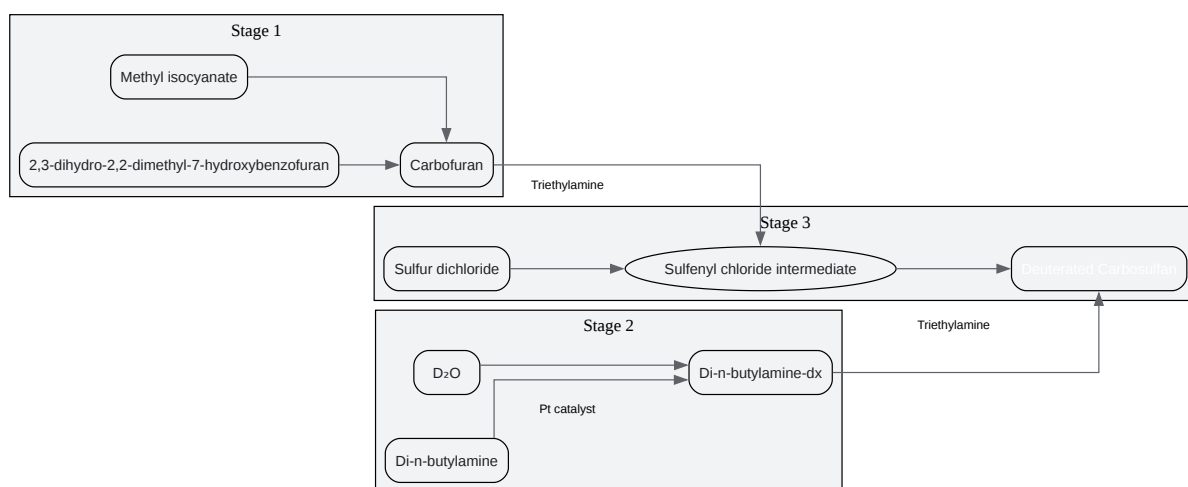 Stage 1
Methyl isocyanate
2,3-dihydro-2,2-dimethyl-7-hydroxybenzofuran
Carbofuran
Triethylamine
Stage 3
Sulfur dichloride
Sulfenyl chloride intermediate
Deuterated Carbosulfan
Triethylamine
Stage 2
D₂O
Di-n-butylamine-dx
Pt catalyst
Di-n-butylamine